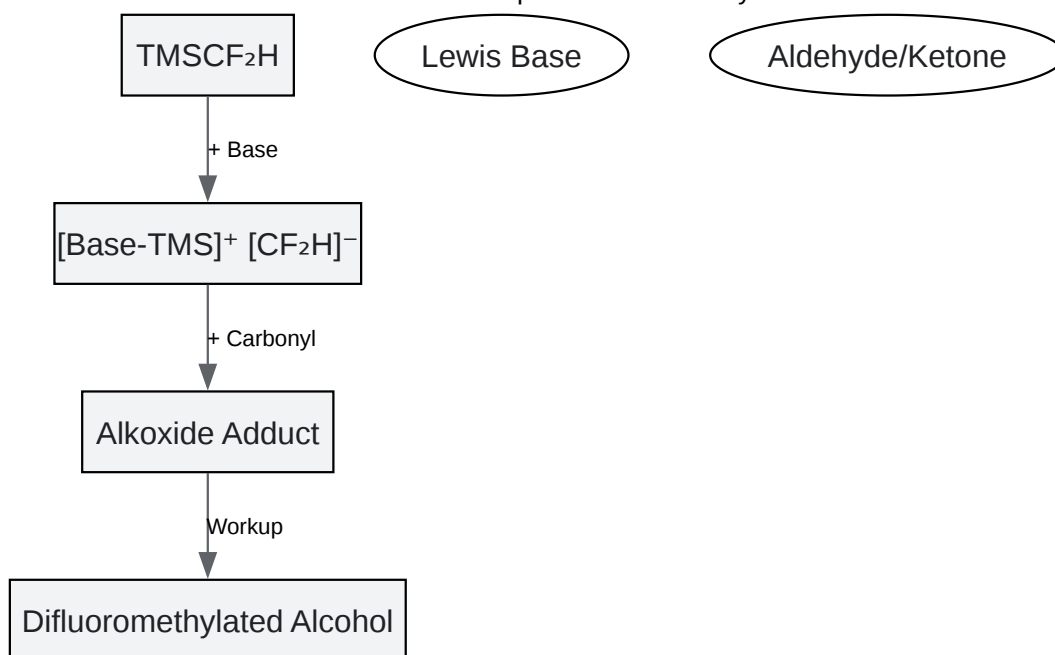 TMSCF₂H
Lewis Base
Aldehyde/Ketone
+ Base
[Base-TMS]⁺ [CF₂H]⁻
+ Carbonyl
Alkoxide Adduct
Workup
Difluoromethylated Alcohol